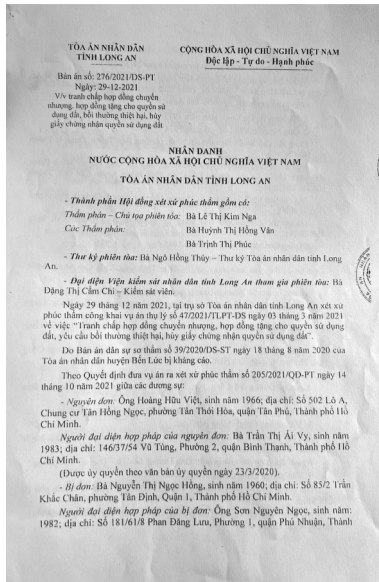 TÒA ÁN NHÂN DÂN
TỈNH LONG AN
CỘNG HÒA XÃ HỘI CHỦ NGHĨA VIỆT NAM
Độc lập - Tự do - Hạnh phúc
Bản án số: 276/2021/DS-PT
Ngày: 29-12-2021
V/v tranh chấp hợp đồng chuyển
nhượng, hợp đồng tặng cho quyền sử
dụng đất, bồi thường thiệt hại, hủy
giấy chứng nhận quyền sử dụng đất
NHÂN DANH
NƯỚC CỘNG HÒA XÃ HỘI CHỦ NGHĨA VIỆT NAM
TÒA ÁN NHÂN DÂN TỈNH LONG AN
- Thành phần Hội đồng xét xử phúc thẩm gồm có:
Thẩm phán – Chủ tọa phiên tòa: Bà Lê Thị Kim Nga
Các Thẩm phán: Bà Huỳnh Thị Hồng Vân
Bà Trịnh Thị Phúc
- Thư ký phiên tòa: Bà Ngô Hồng Thủy – Thư ký Tòa án nhân dân tỉnh Long
An.
- Đại diện Viện kiểm sát nhân dân tỉnh Long An tham gia phiên tòa: Bà
Đặng Thị Cẩm Chi – Kiểm sát viên.
Ngày 29 tháng 12 năm 2021, tại trụ sở Tòa án nhân dân tỉnh Long An xét xử
phúc thẩm công khai vụ án thụ lý số 47/2021/TLPT-DS ngày 03 tháng 3 năm 2021
về việc “Tranh chấp hợp đồng chuyển nhượng, hợp đồng tặng cho quyền sử dụng
đất, yêu cầu bồi thường thiệt hại, hủy giấy chứng nhận quyền sử dụng đất”.
Do Bản án dân sự sơ thẩm số 39/2020/DS-ST ngày 18 tháng 8 năm 2020 của
Tòa án nhân dân huyện Bến Lức bị kháng cáo.
Theo Quyết định đưa vụ án ra xét xử phúc thẩm số 205/2021/QĐ-PT ngày 14
tháng 10 năm 2021 giữa các đương sự:
- Nguyên đơn: Ông Hoàng Hữu Việt, sinh năm 1966; địa chỉ: Số 502 Lô A,
Chung cư Tân Hồng Ngọc, phường Tân Thới Hòa, quận Tân Phú, Thành phố Hồ
Chí Minh.
Người đại diện hợp pháp của nguyên đơn: Bà Trần Thị Ái Vy, sinh năm
1983; địa chỉ: 146/37/54 Vũ Tùng, Phường 2, quận Bình Thạnh, Thành phố Hồ
Chí Minh.
(Được ủy quyền theo văn bản ủy quyền ngày 23/3/2020).
- Bị đơn: Bà Nguyễn Thị Ngọc Hồng, sinh năm 1960; địa chỉ: Số 85/2 Trần
Khắc Chân, phường Tân Định, Quận 1, Thành phố Hồ Chí Minh.
Người đại diện hợp pháp của bị đơn: Ông Sơn Nguyên Ngọc, sinh năm:
1982; địa chỉ: Số 181/61/8 Phan Đăng Lưu, Phường 1, quận Phú Nhuận, Thành